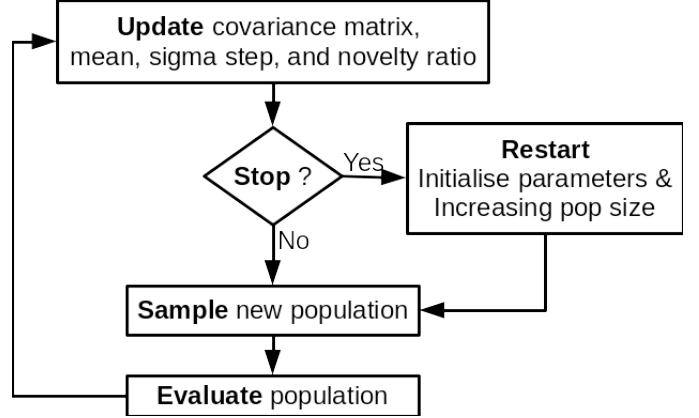 Update covariance matrix,
mean, sigma step, and novelty ratio
Stop ?
Yes
Restart
Initialise parameters &
Increasing pop size
No
Sample new population
Evaluate population